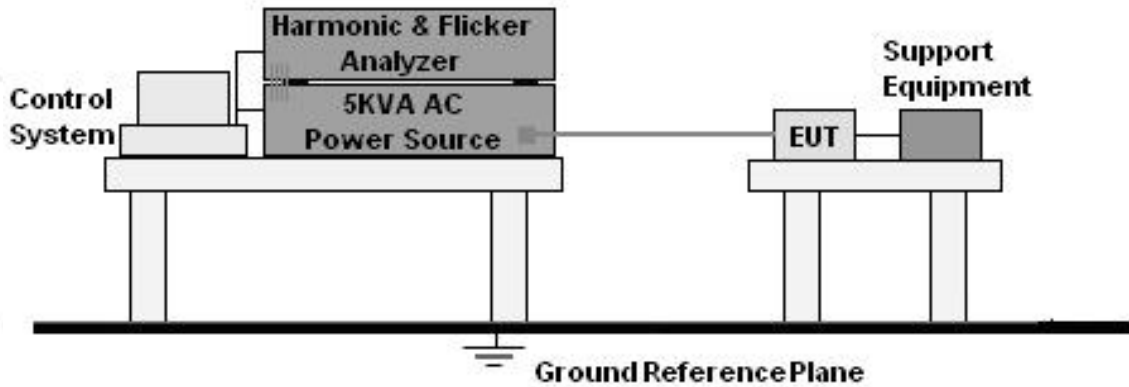 Harmonic & Flicker
Analyzer
Control
System
5KVA AC
Power Source
EUT
Support
Equipment
Ground Reference Plane